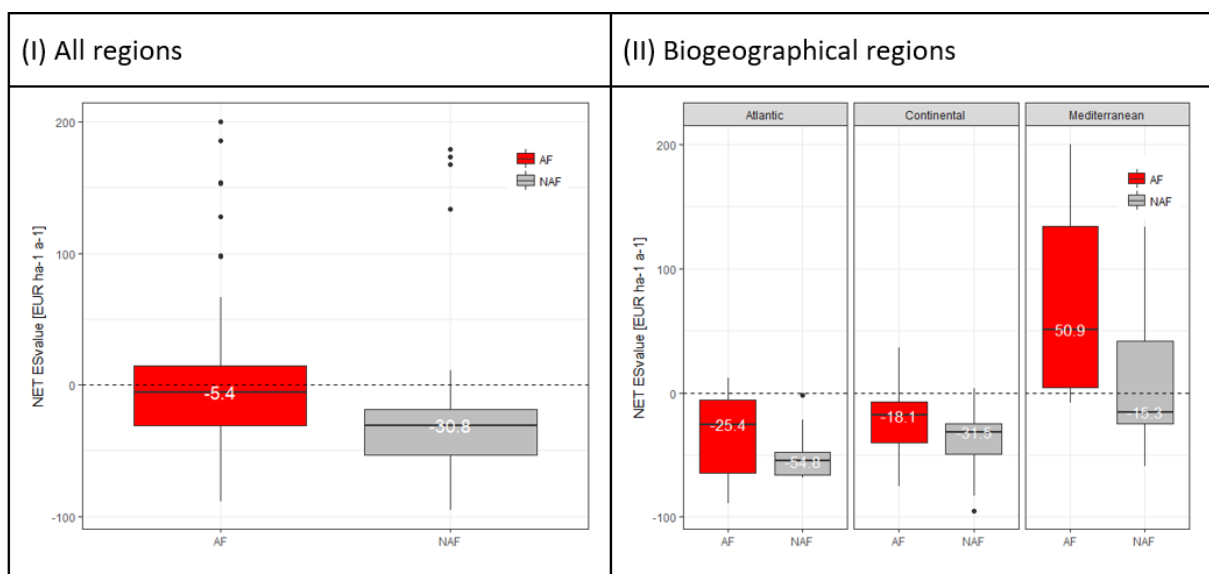 (I) All regions
(II) Biogeographical regions
NET ESvalue [EUR ha-1 a-1]
200
100
0
-100
AF
NAF
-5.4
-30.8
AF
NAF
NET ESvalue [EUR ha-1 a-1]
Atlantic
Continental
Mediterranean
200
100
0
-100
AF
NAF
50.9
-15.3
-25.4
-18.1
-31.5
-54.8
AF
NAF
AF
NAF
AF
NAF